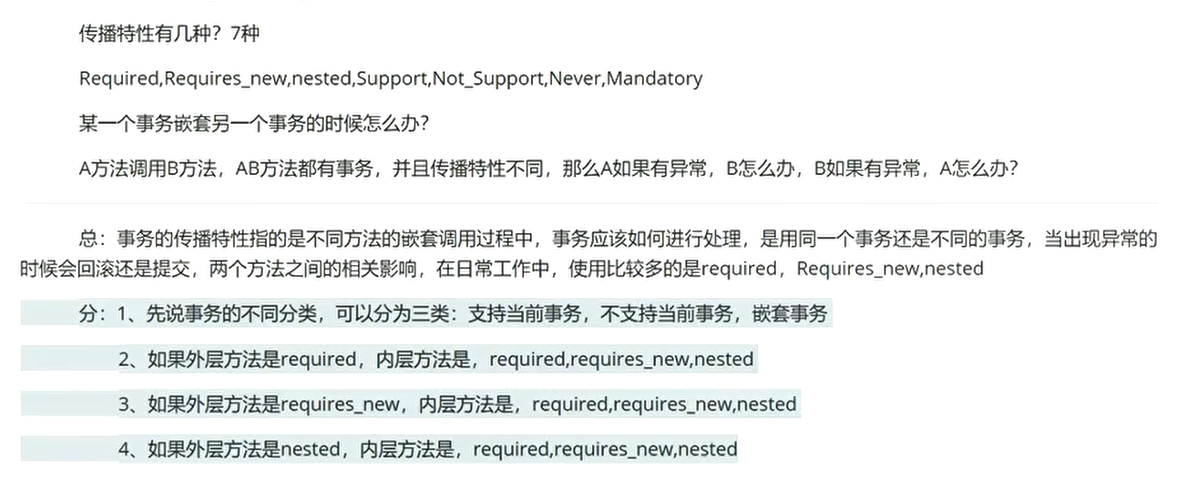 传播特性有几种？7种
Required,Requires_new,nested,Support,Not_Support,Never,Mandatory
某一个事务嵌套另一个事务的时候怎么办？
A方法调用B方法，AB方法都有事务，并且传播特性不同，那么A如果有异常，B怎么办，B如果有异常，A怎么办？
总：事务的传播特性指的是不同方法的嵌套调用过程中，事务应该如何进行处理，是用同一个事务还是不同的事务，当出现异常的
时候会回滚还是提交，两个方法之间的相关影响，在日常工作中，使用比较多的是required，Requires_new,nested
分：1、先说事务的不同分类，可以分为三类：支持当前事务，不支持当前事务，嵌套事务
2、如果外层方法是required，内层方法是，required,requires_new,nested
3、如果外层方法是requires_new，内层方法是，required,requires_new,nested
4、如果外层方法是nested，内层方法是，required,requires_new,nested